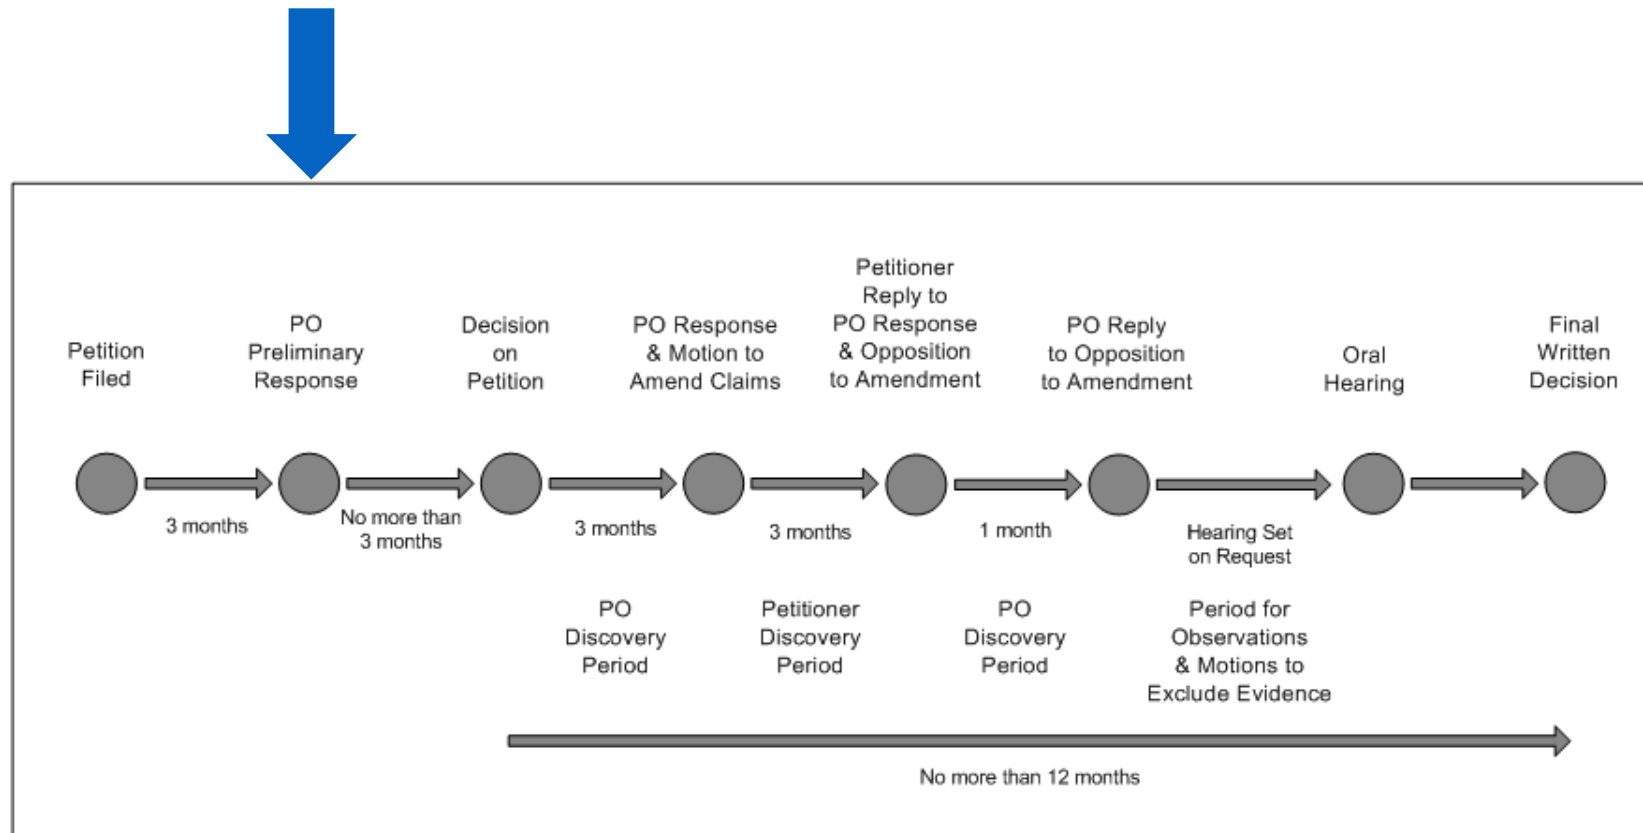 Petition
Filed
PO
Preliminary
Response
Decision
on
Petition
PO Response
& Motion to
Amend Claims
Petitioner
Reply to
PO Response
& Opposition
to Amendment
PO Reply
to Opposition
to Amendment
Oral
Hearing
Final
Written
Decision
3 months
No more than
3 months
3 months
3 months
1 month
Hearing Set
on Request
PO
Discovery
Period
Petitioner
Discovery
Period
PO
Discovery
Period
Period for
Observations
& Motions to
Exclude Evidence
No more than 12 months